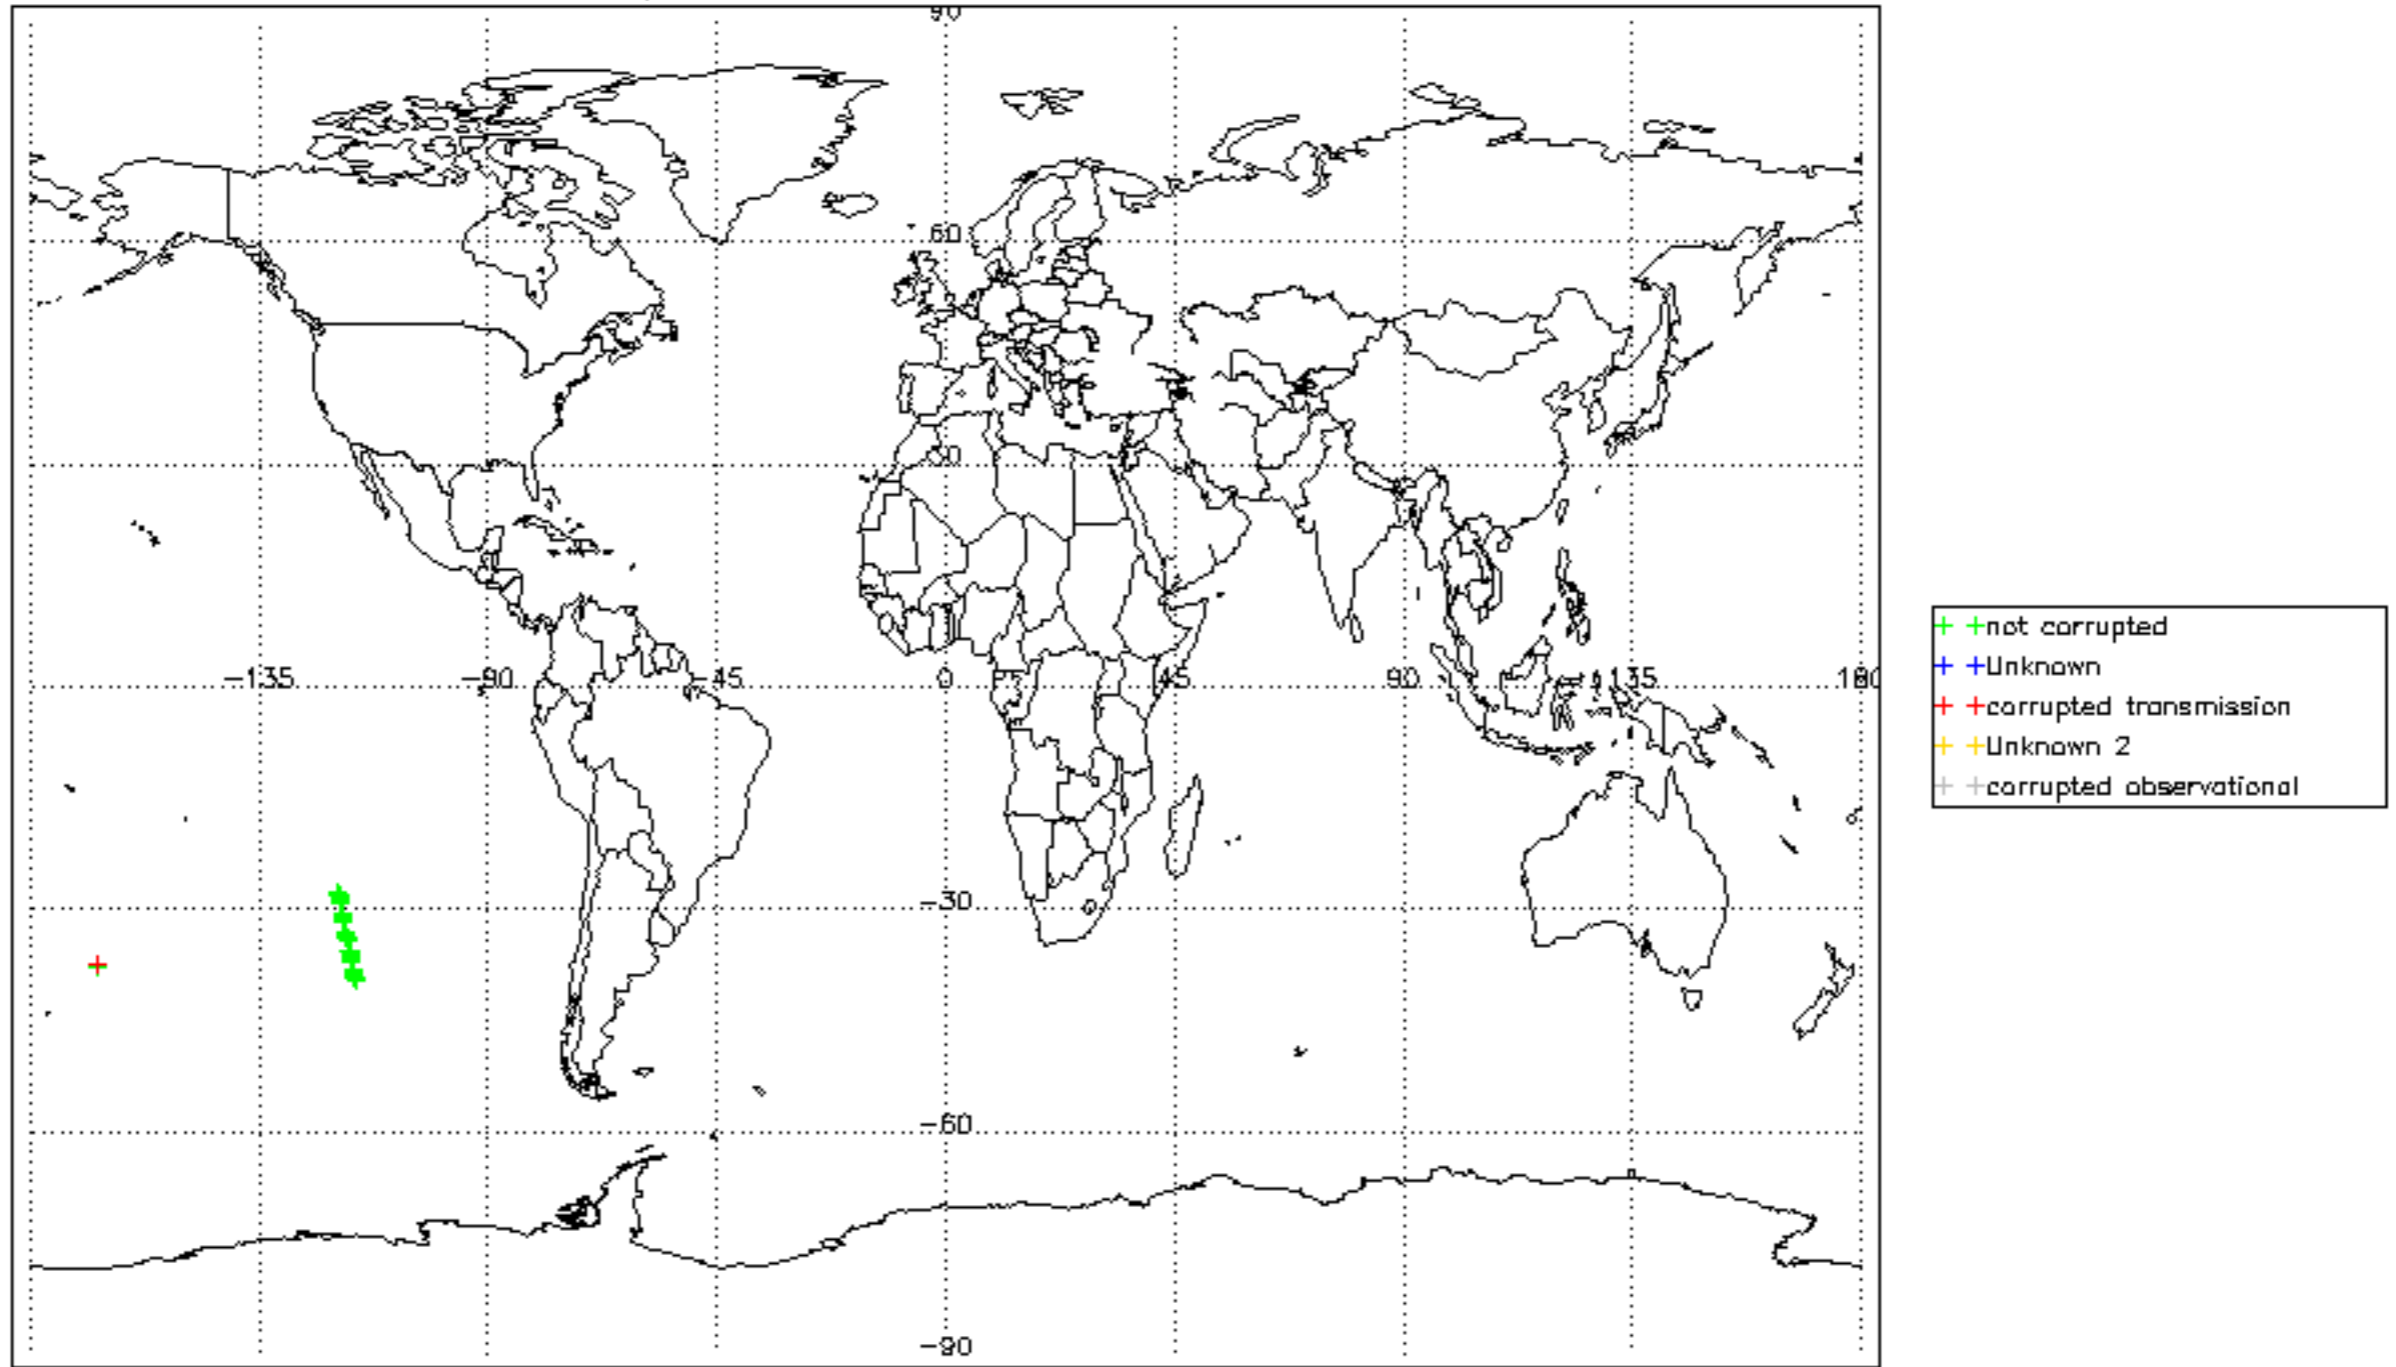 90
60
30
-135 -90 -45 0 45 90 135 180
-30
-60
-90
not corrupted
Unknown
corrupted transmission
Unknown 2
corrupted observational